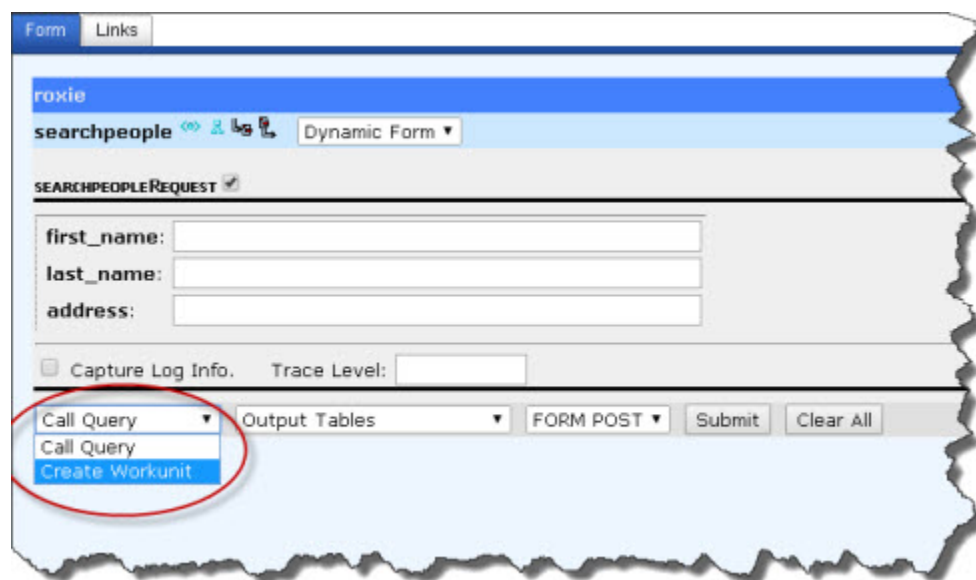 Form Links
roxie
searchpeople Dynamic Form
SEARCHPEOPLEREQUEST
first_name:
last_name:
address:
Capture Log Info. Trace Level:
Call Query Output Tables FORM POST Submit Clear All
Call Query
Create Workunit